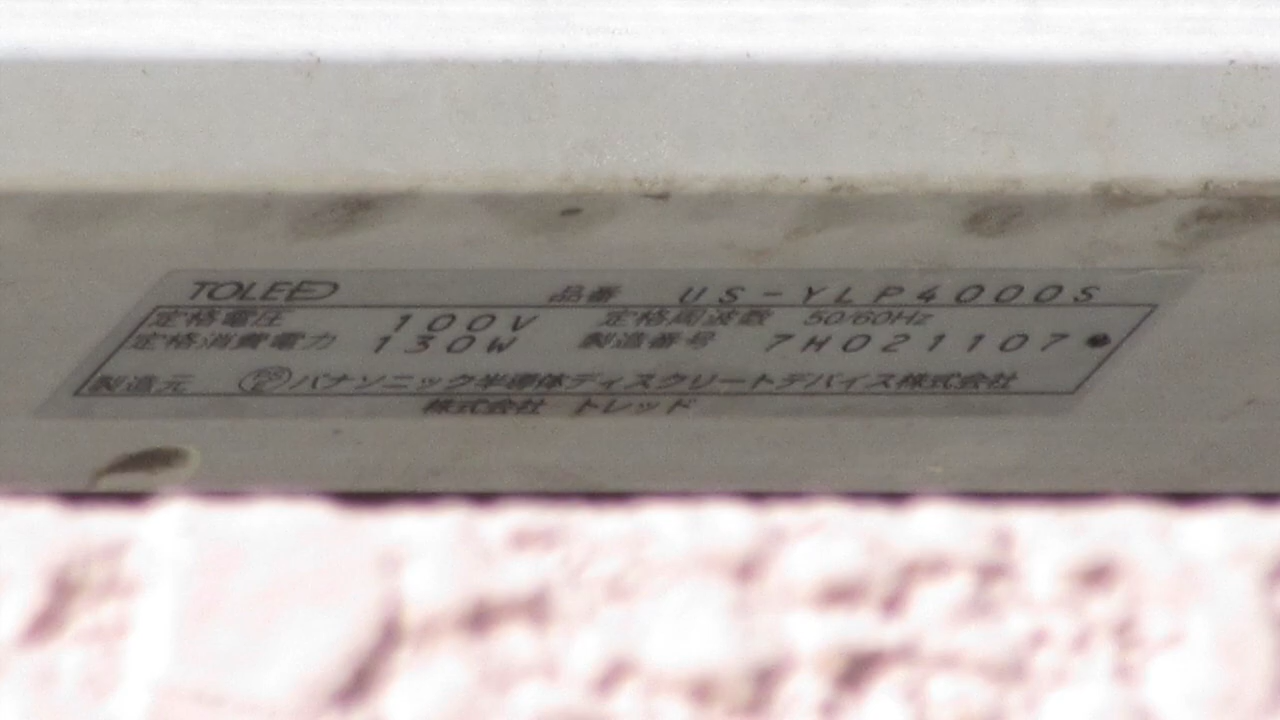 TOLEED 品番 US-YLP4000S
定格電圧 100V 定格周波数 50/60Hz
定格消費電力 130W 製造番号 7H021107
製造元 パナソニック半導体ディスクリートデバイス株式会社
株式会社 トレッド